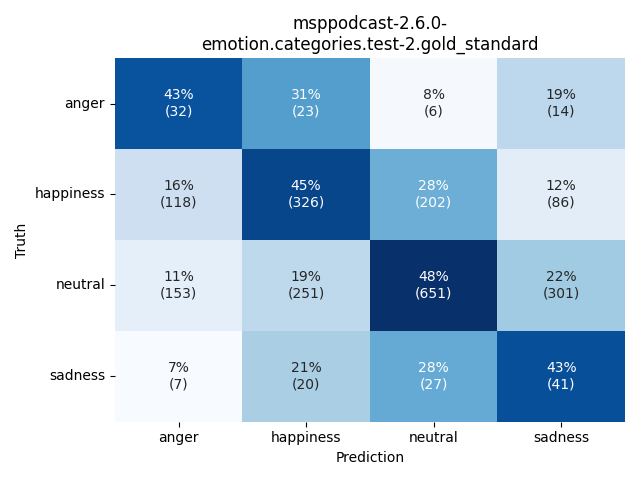 msppodcast-2.6.0-
emotion.categories.test-2.gold_standard
Truth
anger
43% 31% 8% 19%
(32) (23) (6) (14)
happiness
16% 45% 28% 12%
(118) (326) (202) (86)
neutral
11% 19% 48% 22%
(153) (251) (651) (301)
sadness
7% 21% 28% 43%
(7) (20) (27) (41)
anger happiness neutral sadness
Prediction